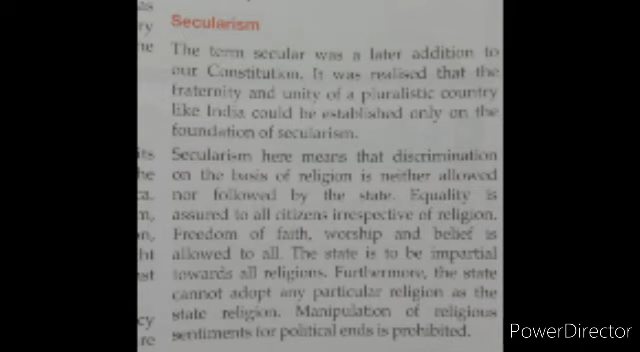 Secularism
The term secular was a later addition to
our Constitution. It was realised that the
fraternity and unity of a pluralistic country
like India could be established only on the
foundation of secularism.
its Secularism here means that discrimination
he on the basis of religion is neither allowed
nor followed by the state. Equality is
assured to all citizens irrespective of religion.
Freedom of faith, worship and belief is
ht allowed to all. The state is to be impartial
towards all religions. Furthermore, the state
cannot adopt any particular religion as the
cy state religion. Manipulation of religious
re sentiments for political ends is prohibited.
PowerDirector